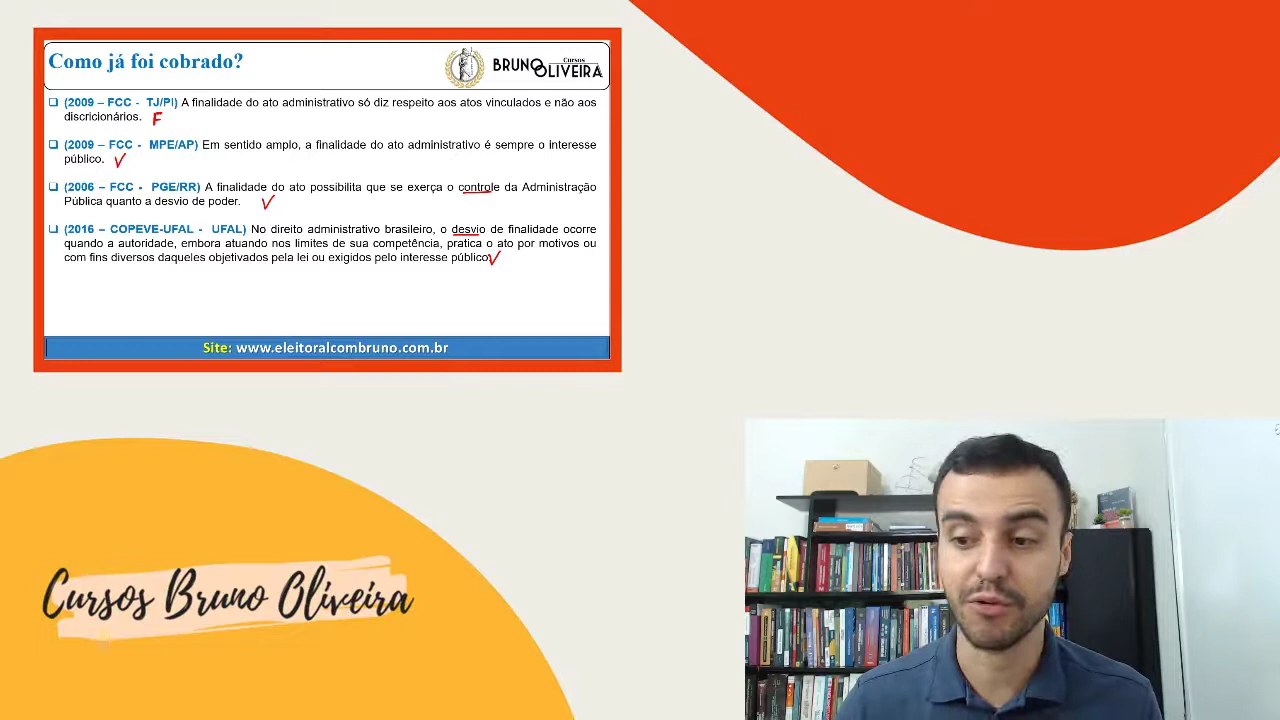 Como já foi cobrado?
BRUNO
Cursos
OLIVEIRA
❑ (2009 – FCC - TJ/PI) A finalidade do ato administrativo só diz respeito aos atos vinculados e não aos
discricionários. F
❑ (2009 – FCC - MPE/AP) Em sentido amplo, a finalidade do ato administrativo é sempre o interesse
público. V
❑ (2006 – FCC - PGE/RR) A finalidade do ato possibilita que se exerça o controle da Administração
Pública quanto a desvio de poder. V
❑ (2016 – COPEVE-UFAL - UFAL) No direito administrativo brasileiro, o desvio de finalidade ocorre
quando a autoridade, embora atuando nos limites de sua competência, pratica o ato por motivos ou
com fins diversos daqueles objetivados pela lei ou exigidos pelo interesse público V
Site: www.eleitoralcombruno.com.br
Cursos Bruno Oliveira